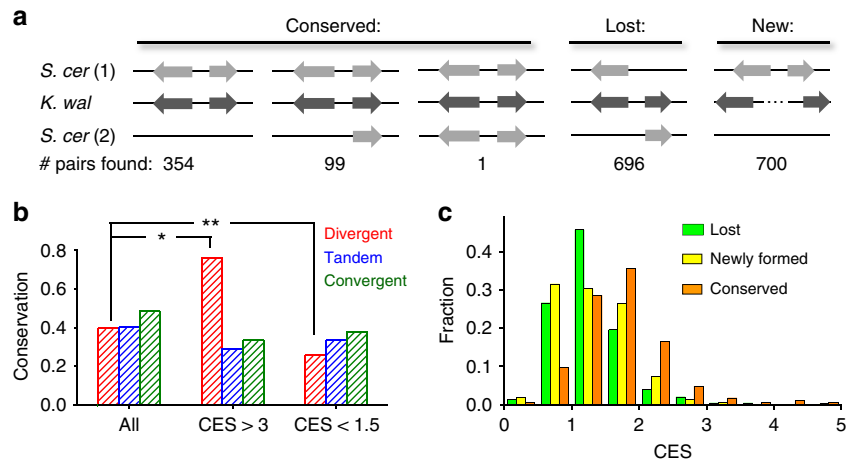 a
Conserved: Lost: New:
S. cer (1)
K. wal
...
S. cer (2)
# pairs found: 354 99 1 696 700
b
Conservation
0.8
0.6
0.4
0.2
0.0
**
*
Divergent
Tandem
Convergent
All CES > 3 CES < 1.5
c
Fraction
0.4
0.3
0.2
0.1
0.0
Lost
Newly formed
Conserved
0 1 2 3 4 5
CES